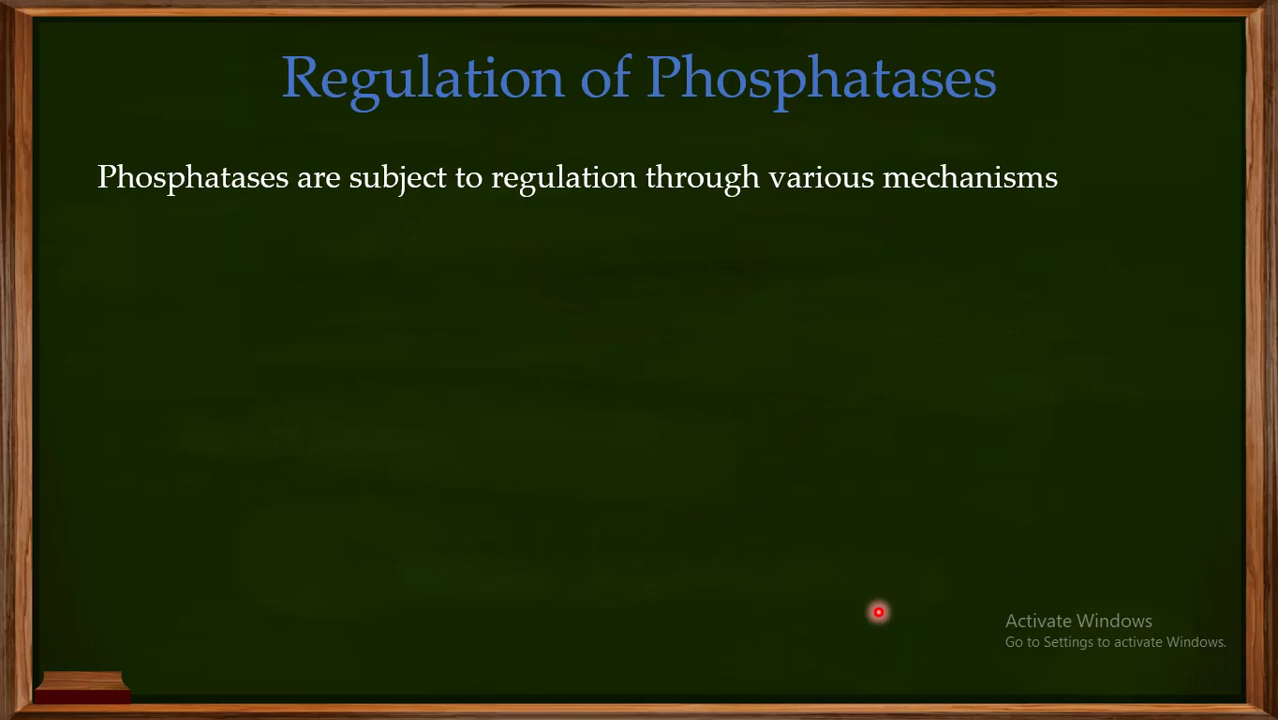 Regulation of Phosphatases
Phosphatases are subject to regulation through various mechanisms
Activate Windows
Go to Settings to activate Windows.